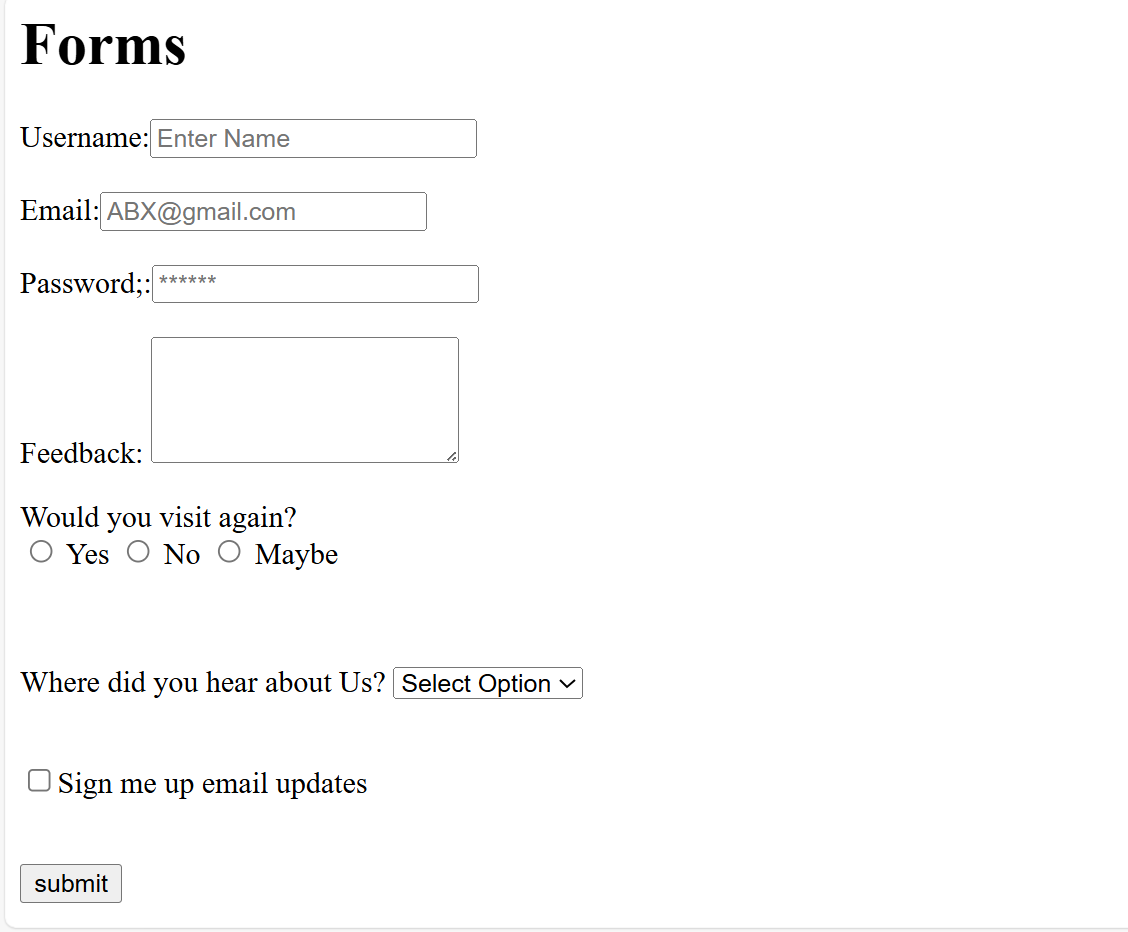 Forms
Username: Enter Name
Email: ABX@gmail.com
Password;: ******
Feedback:
Would you visit again?
Yes No Maybe
Where did you hear about Us? Select Option
Sign me up email updates
submit